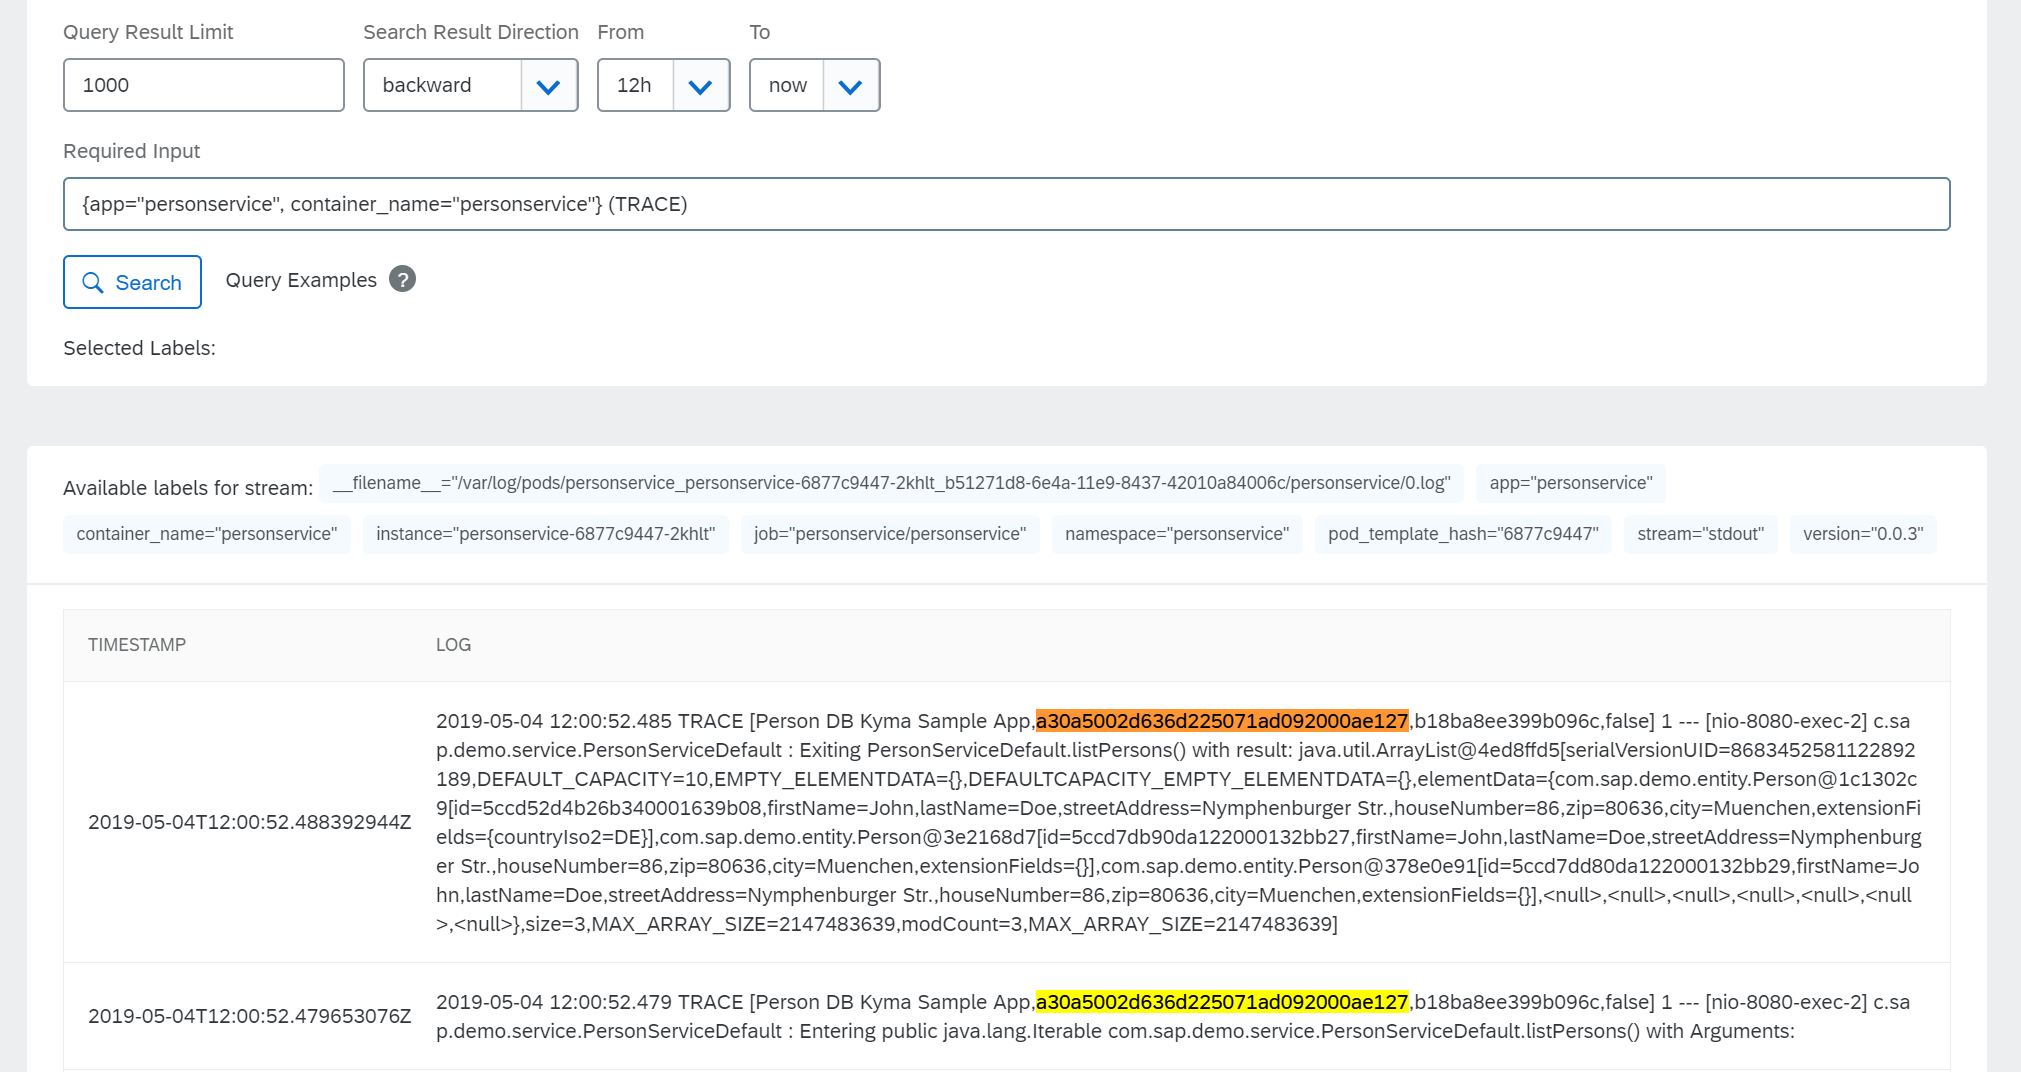 Query Result Limit Search Result Direction From To
1000 backward 12h now
Required Input
{app="personservice", container_name="personservice"} (TRACE)
Search Query Examples ?
Selected Labels:
Available labels for stream: __filename__="/var/log/pods/personservice_personservice-6877c9447-2khlt_b51271d8-6e4a-11e9-8437-42010a84006c/personservice/0.log" app="personservice"
container_name="personservice" instance="personservice-6877c9447-2khlt" job="personservice/personservice" namespace="personservice" pod_template_hash="6877c9447" stream="stdout" version="0.0.3"
TIMESTAMP LOG
2019-05-04T12:00:52.488392944Z
2019-05-04 12:00:52.485 TRACE [Person DB Kyma Sample App,a30a5002d636d225071ad092000ae127,b18ba8ee399b096c,false] 1 --- [nio-8080-exec-2] c.sa
p.demo.service.PersonServiceDefault : Exiting PersonServiceDefault.listPersons() with result: java.util.ArrayList@4ed8ffd5[serialVersionUID=8683452581122892
189,DEFAULT_CAPACITY=10,EMPTY_ELEMENTDATA={},DEFAULTCAPACITY_EMPTY_ELEMENTDATA={},elementData={com.sap.demo.entity.Person@1c1302c
9[id=5ccd52d4b26b340001639b08,firstName=John,lastName=Doe,streetAddress=Nymphenburger Str.,houseNumber=86,zip=80636,city=Muenchen,extensionFi
elds={countryIso2=DE}],com.sap.demo.entity.Person@3e2168d7[id=5ccd7db90da122000132bb27,firstName=John,lastName=Doe,streetAddress=Nymphenburg
er Str.,houseNumber=86,zip=80636,city=Muenchen,extensionFields={}],com.sap.demo.entity.Person@378e0e91[id=5ccd7dd80da122000132bb29,firstName=Jo
hn,lastName=Doe,streetAddress=Nymphenburger Str.,houseNumber=86,zip=80636,city=Muenchen,extensionFields={}],<null>,<null>,<null>,<null>,<null>,<null
>,<null>},size=3,MAX_ARRAY_SIZE=2147483639,modCount=3,MAX_ARRAY_SIZE=2147483639]
2019-05-04T12:00:52.479653076Z
2019-05-04 12:00:52.479 TRACE [Person DB Kyma Sample App,a30a5002d636d225071ad092000ae127,b18ba8ee399b096c,false] 1 --- [nio-8080-exec-2] c.sa
p.demo.service.PersonServiceDefault : Entering public java.lang.Iterable com.sap.demo.service.PersonServiceDefault.listPersons() with Arguments: